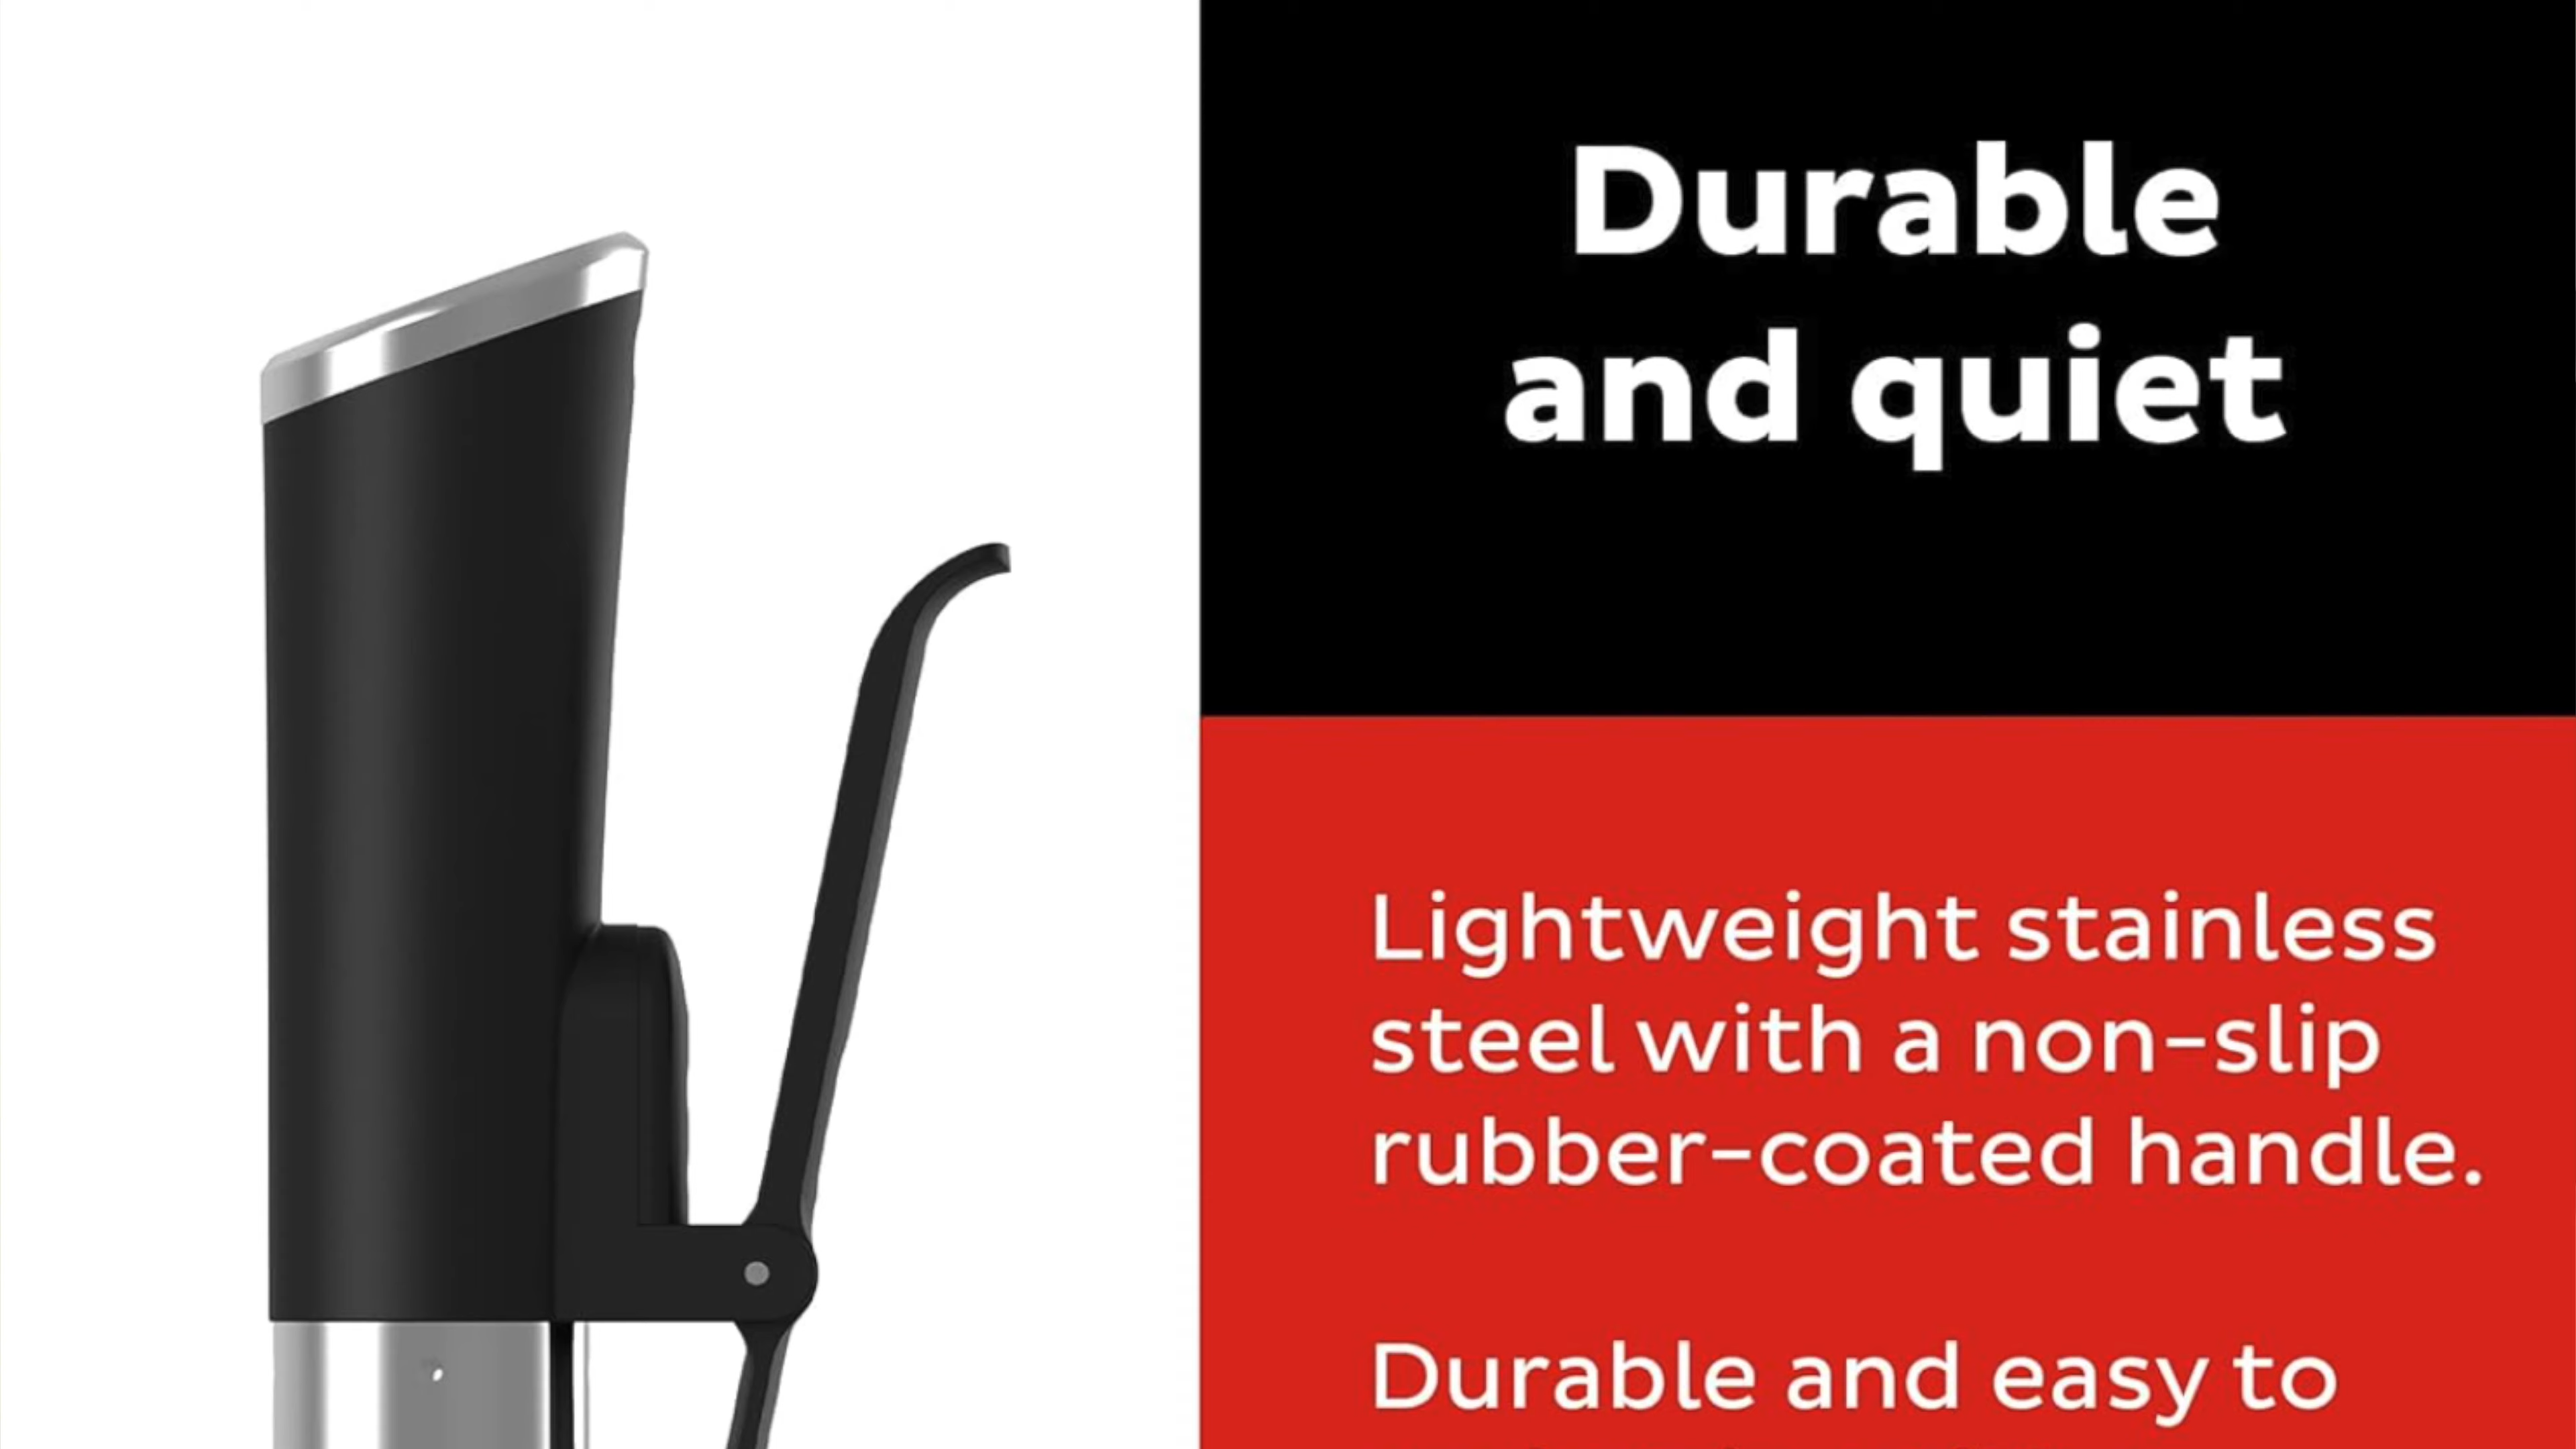 Durable
and quiet
Lightweight stainless
steel with a non-slip
rubber-coated handle.
Durable and easy to